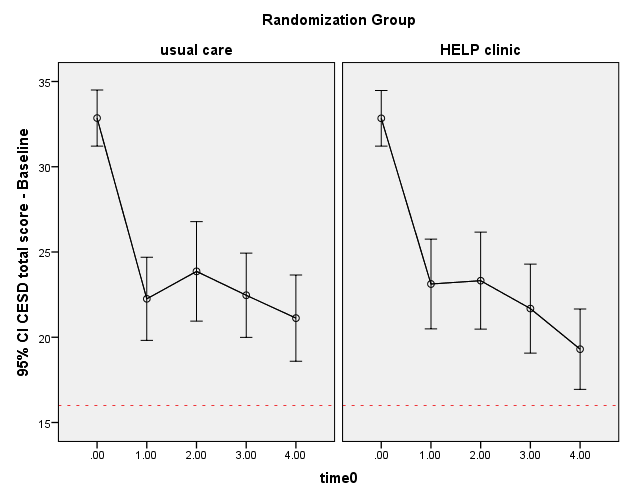 Randomization Group
usual care
HELP clinic
95% CI CESD total score - Baseline
35
30
25
20
15
.00 1.00 2.00 3.00 4.00
.00 1.00 2.00 3.00 4.00
time0